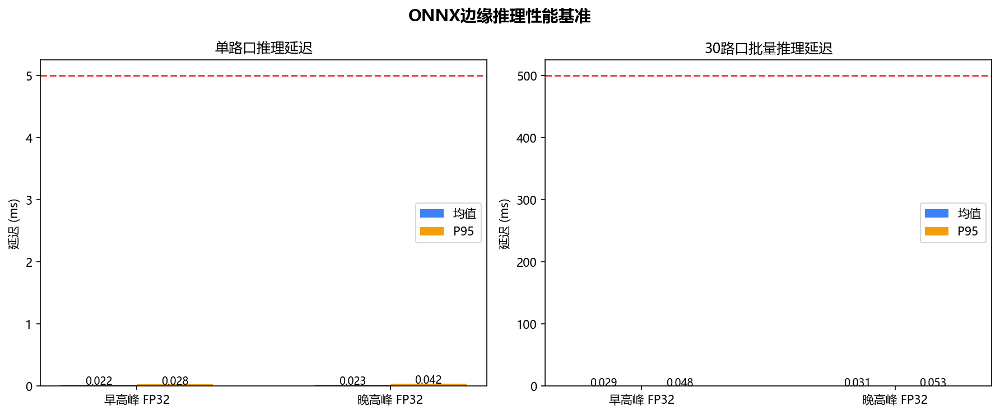 ONNX边缘推理性能基准
单路口推理延迟
延迟 (ms)
5
4
3
2
1
0
均值
P95
0.022
0.028
0.023
0.042
早高峰 FP32
晚高峰 FP32
30路口批量推理延迟
延迟 (ms)
500
400
300
200
100
0
均值
P95
0.029
0.048
0.031
0.053
早高峰 FP32
晚高峰 FP32